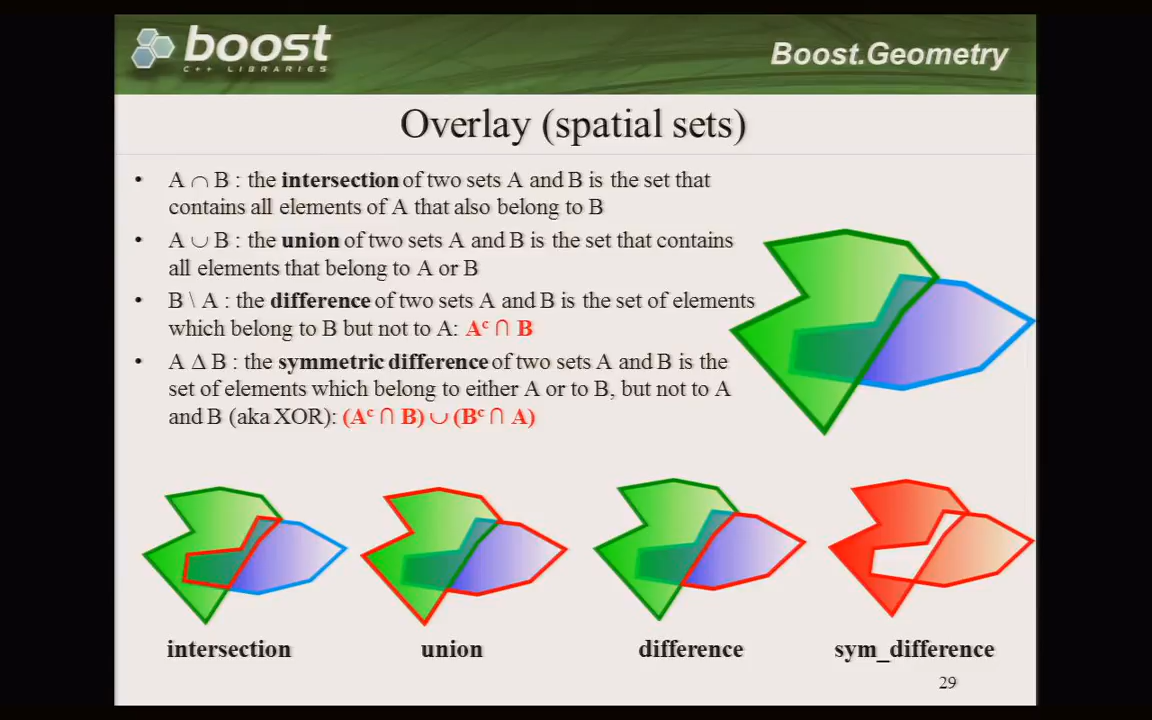 boost
C++ LIBRARIES
Boost.Geometry
Overlay (spatial sets)
• A ∩ B : the intersection of two sets A and B is the set that
contains all elements of A that also belong to B
• A ∪ B : the union of two sets A and B is the set that contains
all elements that belong to A or B
• B \ A : the difference of two sets A and B is the set of elements
which belong to B but not to A: Aᶜ ∩ B
• A Δ B : the symmetric difference of two sets A and B is the
set of elements which belong to either A or to B, but not to A
and B (aka XOR): (Aᶜ ∩ B) ∪ (Bᶜ ∩ A)
intersection
union
difference
sym_difference
29